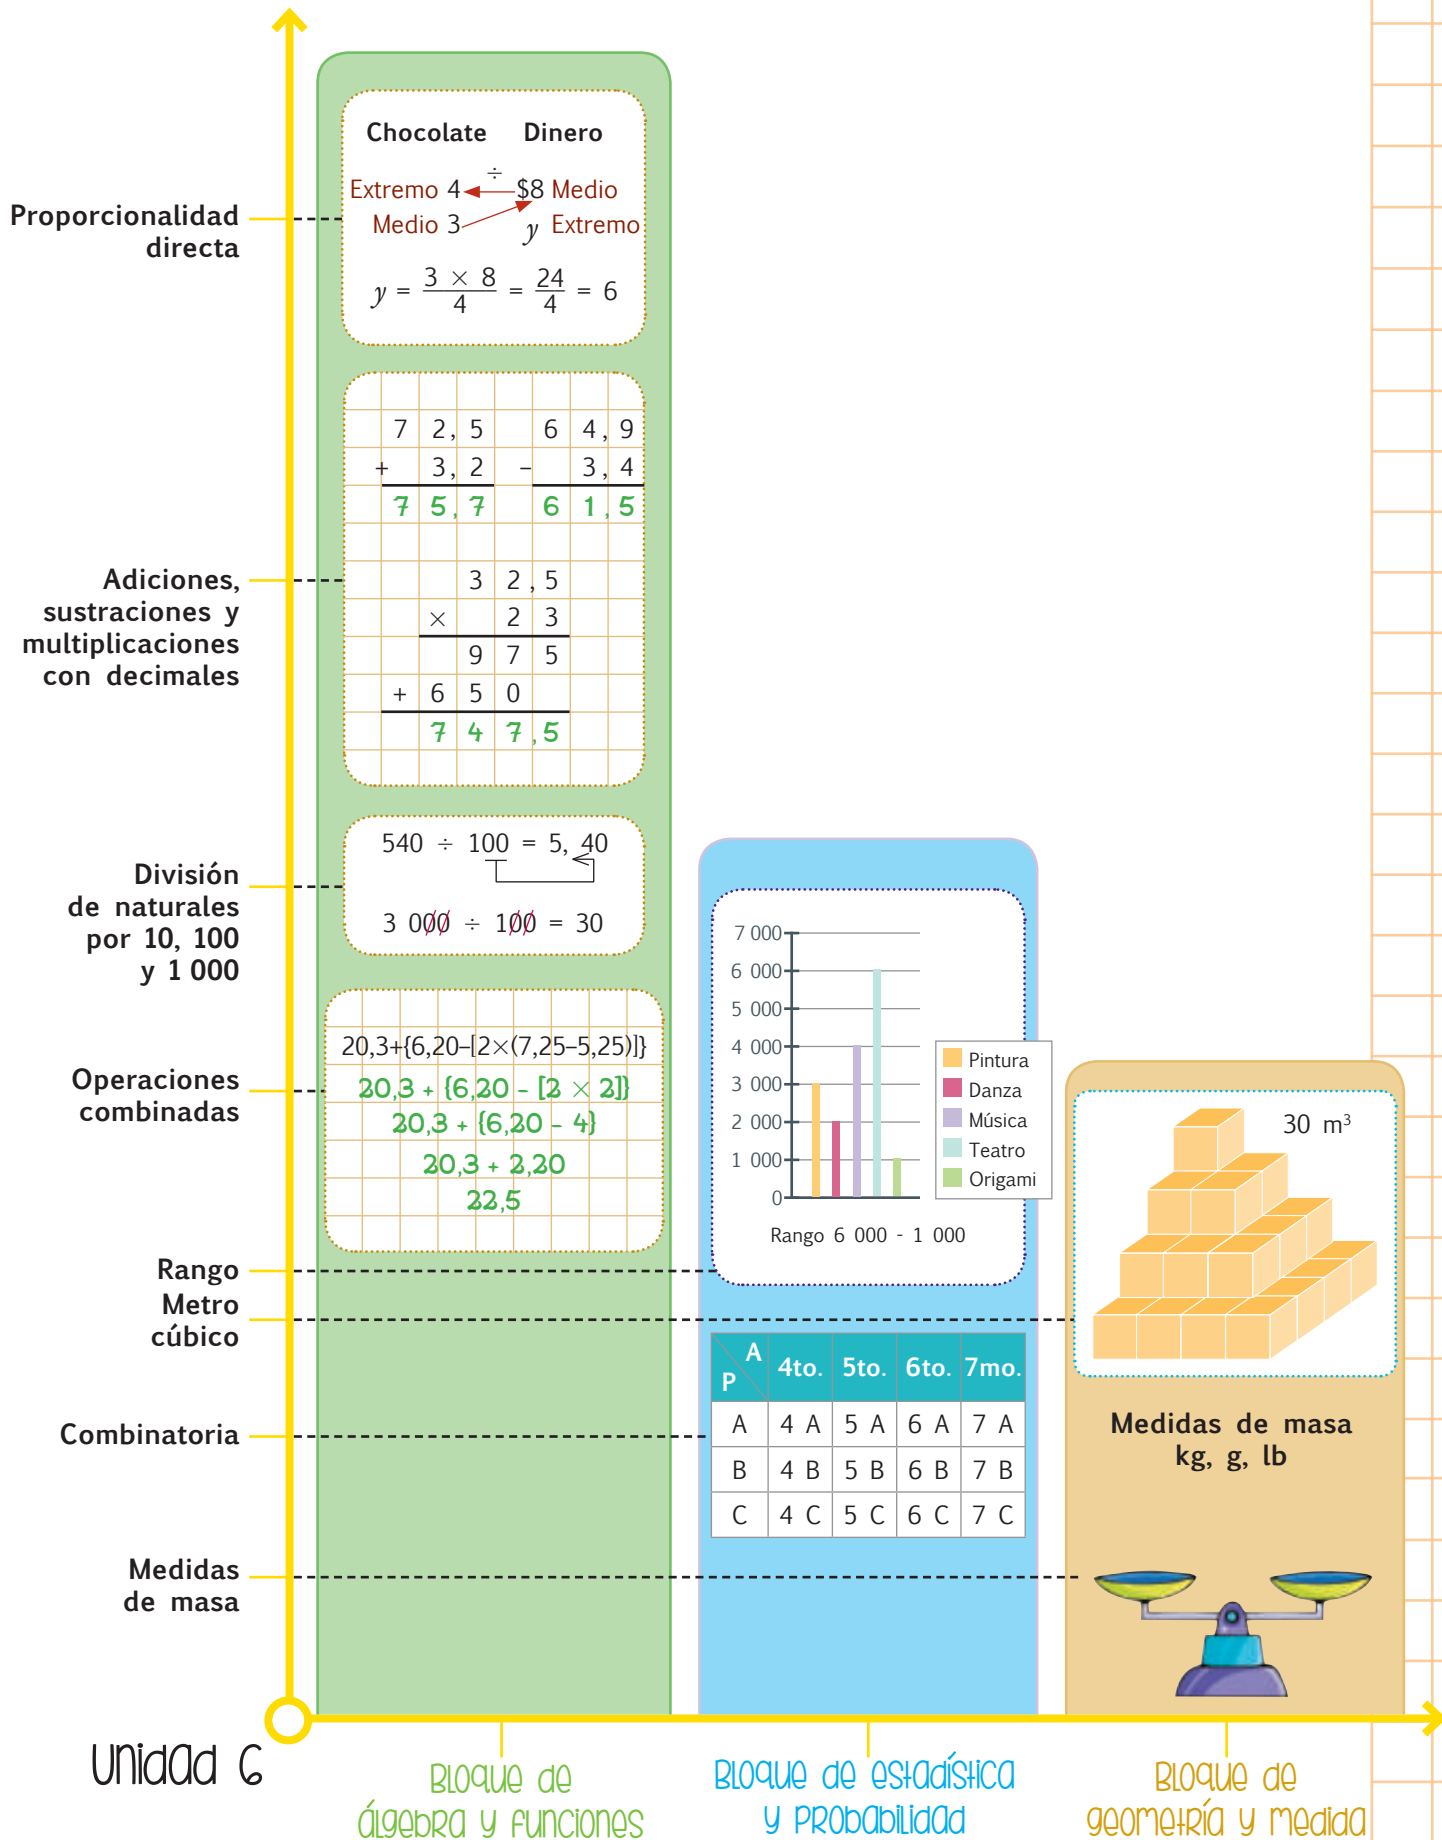 Chocolate Dinero
÷
Extremo 4 $8 Medio
Medio 3 y Extremo
y = 3 × 8 / 4 = 24 / 4 = 6
Proporcionalidad
directa
7 2,5 6 4,9
+ 3,2 - 3,4
7 5,7 6 1,5
3 2,5
× 2 3
9 7 5
+ 6 5 0
7 4 7,5
Adiciones,
sustraciones y
multiplicaciones
con decimales
540 ÷ 100 = 5, 40
3 000 ÷ 100 = 30
División
de naturales
por 10, 100
y 1 000
20,3+{6,20–[2×(7,25–5,25)]}
20,3 + {6,20 - [2 × 2]}
20,3 + {6,20 - 4}
20,3 + 2,20
22,5
Operaciones
combinadas
7 000
6 000
5 000
4 000
3 000
2 000
1 000
0
Pintura
Danza
Música
Teatro
Origami
Rango 6 000 - 1 000
Rango
30 m³
Metro
cúbico
A
P
4to. 5to. 6to. 7mo.
A 4 A 5 A 6 A 7 A
B 4 B 5 B 6 B 7 B
C 4 C 5 C 6 C 7 C
Combinatoria
Medidas de masa
kg, g, lb
Medidas
de masa
Unidad 6
Bloque de
álgebra y funciones
Bloque de estadística
y probabilidad
Bloque de
geometría y medida